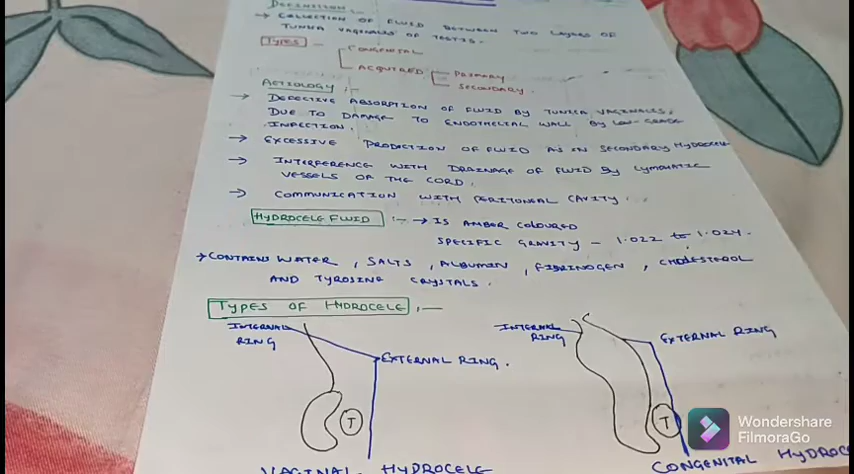 DEFINITION
→ COLLECTION OF FLUID BETWEEN TWO LAYERS OF
TUNICA VAGINALIS OF TESTIS.
TYPES
CONGENITAL
ACQUIRED
PRIMARY
SECONDARY
AETIOLOGY :-
→ DEFECTIVE ABSORPTION OF FLUID BY TUNICA VAGINALIS,
DUE TO DAMAGE TO ENDOTHELIAL WALL BY LOW-GRADE
INFECTION.
→ EXCESSIVE PRODUCTION OF FLUID AS IN SECONDARY HYDROCELE
→ INTERFERENCE WITH DRAINAGE OF FLUID BY LYMPHATIC
VESSELS OF THE CORD.
→ COMMUNICATION WITH PERITONEAL CAVITY.
HYDROCELE FLUID :- → IS AMBER COLOURED
SPECIFIC GRAVITY - 1.022 to 1.024.
→ CONTAINS WATER, SALTS, ALBUMIN, FIBRINOGEN, CHOLESTEROL
AND TYROSINE CRYSTALS.
TYPES OF HYDROCELE :-
INTERNAL
RING
EXTERNAL RING.
T
VAGINAL HYDROCELE
INTERNAL
RING
EXTERNAL RING
T
CONGENITAL HYDROCE
Wondershare
FilmoraGo